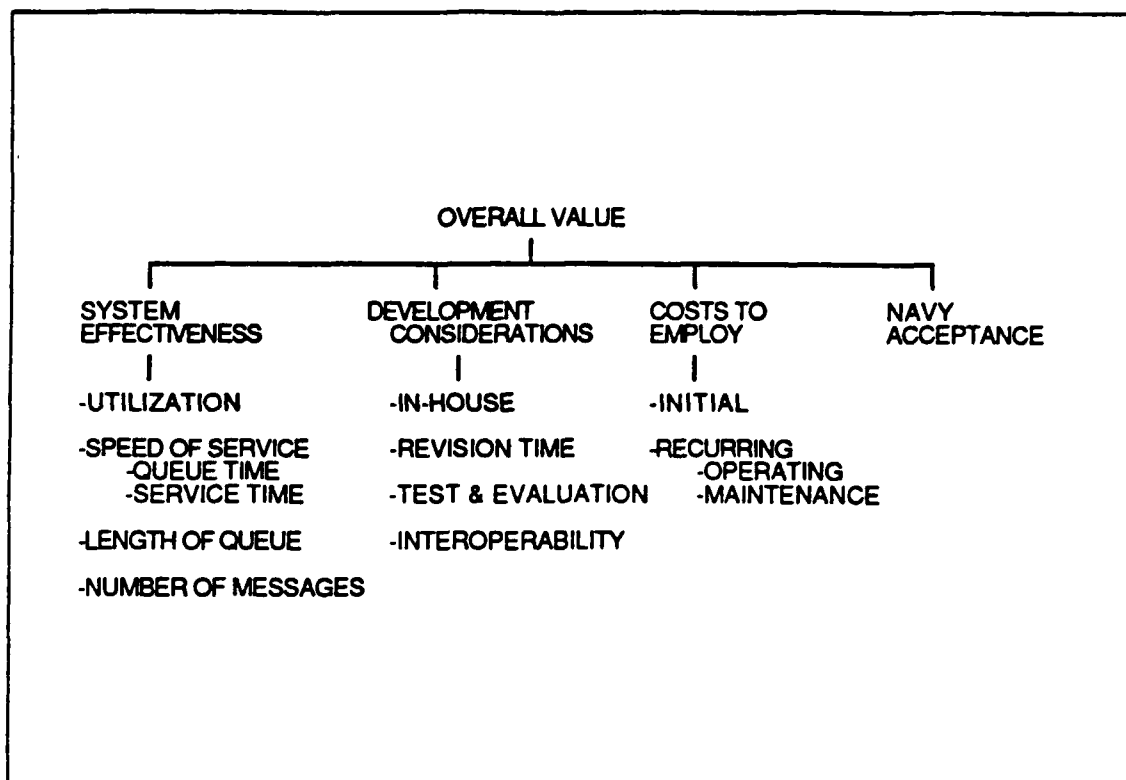 OVERALL VALUE
SYSTEM
EFFECTIVENESS
-UTILIZATION
-SPEED OF SERVICE
-QUEUE TIME
-SERVICE TIME
-LENGTH OF QUEUE
-NUMBER OF MESSAGES
DEVELOPMENT
CONSIDERATIONS
-IN-HOUSE
-REVISION TIME
-TEST & EVALUATION
-INTEROPERABILITY
COSTS TO
EMPLOY
-INITIAL
-RECURRING
-OPERATING
-MAINTENANCE
NAVY
ACCEPTANCE